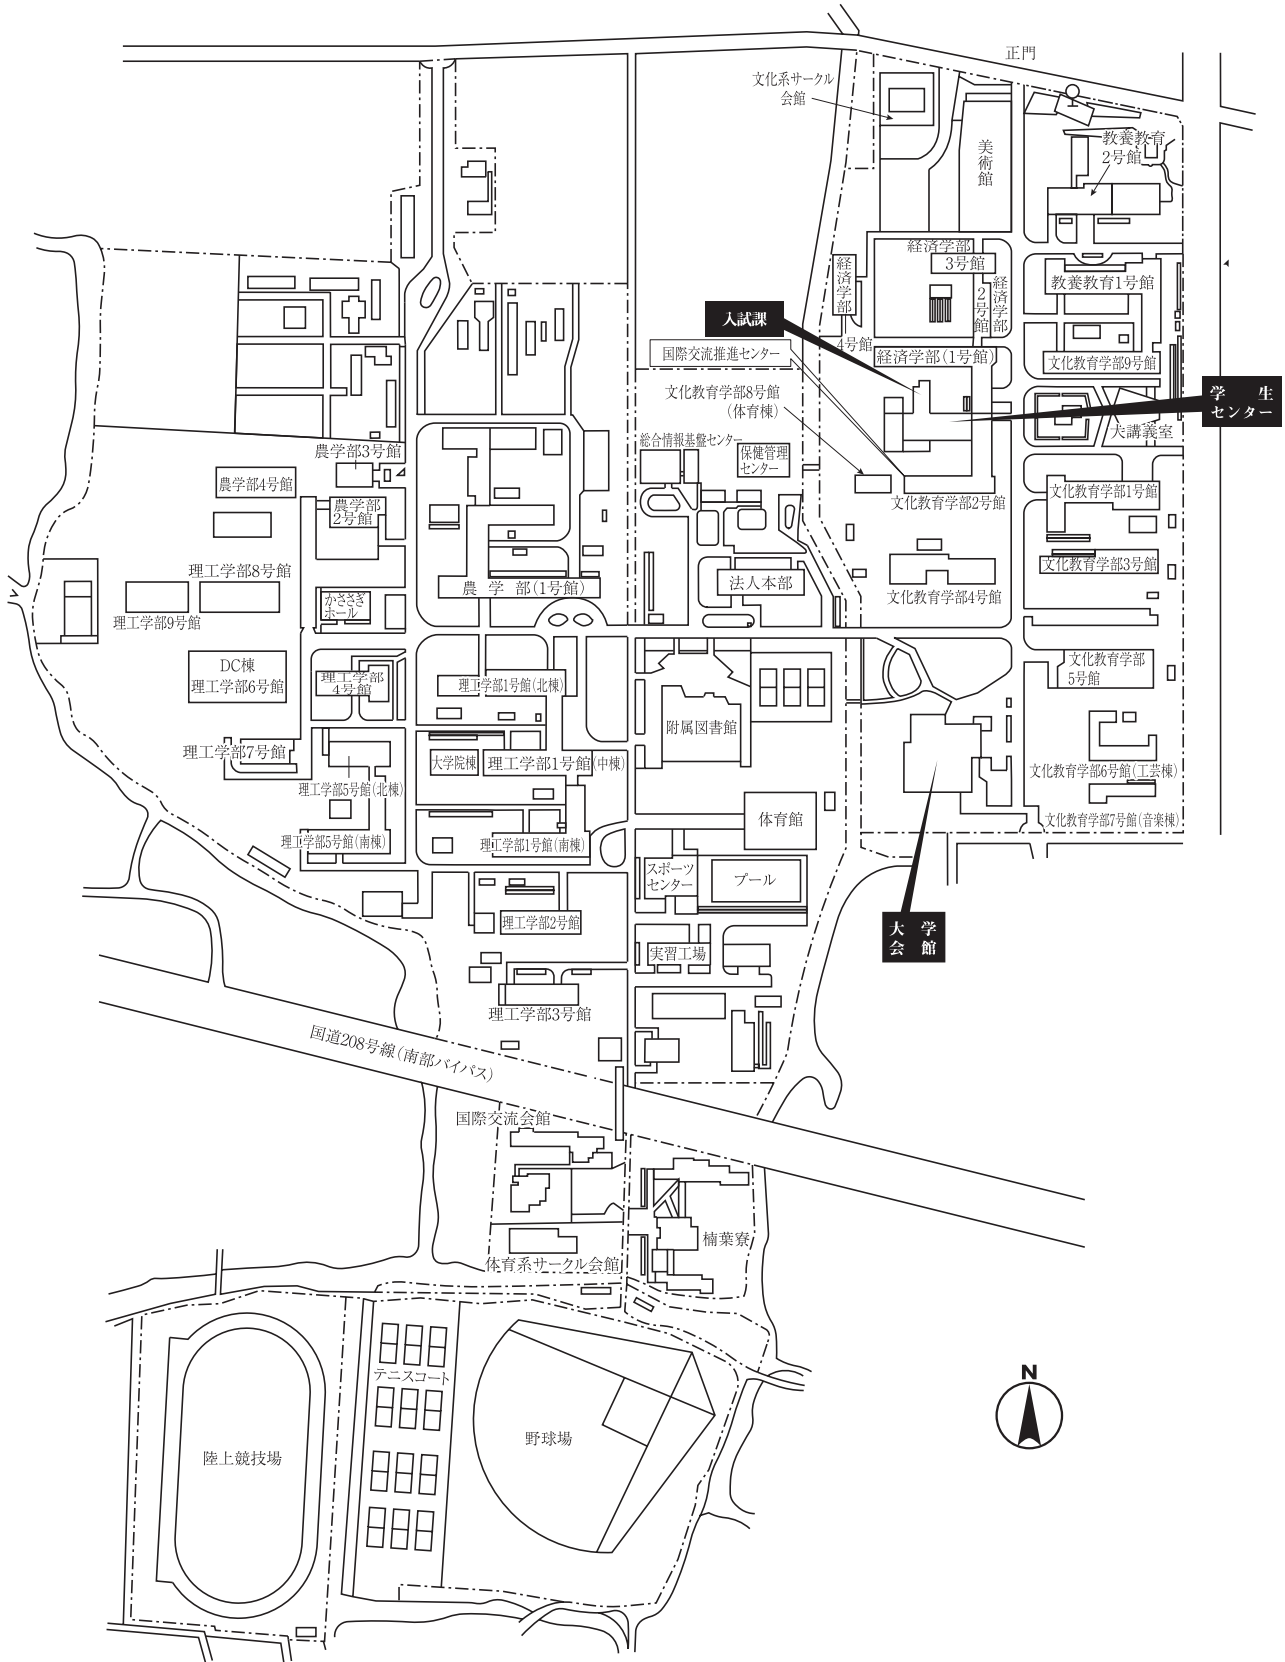 正門
文化系サークル
会館
美術館
教養教育
2号館
経済学部
3号館
経済学部
4号館
経済学部
2号館
教養教育1号館
入試課
国際交流推進センター
経済学部(1号館)
文化教育学部9号館
文化教育学部8号館
(体育棟)
学生
センター
大講義室
総合情報基盤センター
保健管理
センター
農学部3号館
農学部4号館
農学部
2号館
文化教育学部2号館
文化教育学部1号館
理工学部8号館
農学部(1号館)
法人本部
文化教育学部4号館
文化教育学部3号館
かささぎ
ホール
理工学部9号館
DC棟
理工学部6号館
理工学部
4号館
理工学部1号館(北棟)
文化教育学部
5号館
附属図書館
理工学部7号館
大学院棟
理工学部1号館(中棟)
文化教育学部6号館(工芸棟)
理工学部5号館(北棟)
体育館
文化教育学部7号館(音楽棟)
理工学部5号館(南棟)
理工学部1号館(南棟)
スポーツ
センター
プール
理工学部2号館
大学
会館
実習工場
理工学部3号館
国道208号線(南部バイパス)
国際交流会館
楠葉寮
体育系サークル会館
テニスコート
N
野球場
陸上競技場